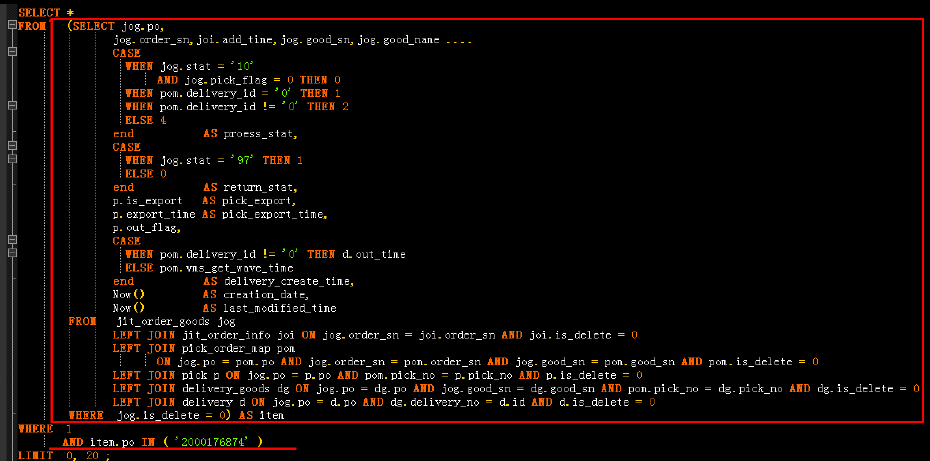 SELECT *
FROM (SELECT jog.po,
jog.order_sn,joi.add_time,jog.good_sn,jog.good_name ....
CASE
WHEN jog.stat = '10'
AND jog.pick_flag = 0 THEN 0
WHEN pom.delivery_id = '0' THEN 1
WHEN pom.delivery_id != '0' THEN 2
ELSE 4
end AS proess_stat,
CASE
WHEN jog.stat = '97' THEN 1
ELSE 0
end AS return_stat,
p.is_export AS pick_export,
p.export_time AS pick_export_time,
p.out_flag,
CASE
WHEN pom.delivery_id != '0' THEN d.out_time
ELSE pom.vms_get_wave_time
end AS delivery_create_time,
Now() AS creation_date,
Now() AS last_modified_time
FROM jit_order_goods jog
LEFT JOIN jit_order_info joi ON jog.order_sn = joi.order_sn AND joi.is_delete = 0
LEFT JOIN pick_order_map pom
ON jog.po = pom.po AND jog.order_sn = pom.order_sn AND jog.good_sn = pom.good_sn AND pom.is_delete = 0
LEFT JOIN pick p ON jog.po = p.po AND pom.pick_no = p.pick_no AND p.is_delete = 0
LEFT JOIN delivery_goods dg ON jog.po = dg.po AND jog.good_sn = dg.good_sn AND pom.pick_no = dg.pick_no AND dg.is_delete = 0
LEFT JOIN delivery d ON jog.po = d.po AND dg.delivery_no = d.id AND d.is_delete = 0
WHERE jog.is_delete = 0) AS item
WHERE 1
AND item.po IN ( '2000176874' )
LIMIT 0, 20 ;